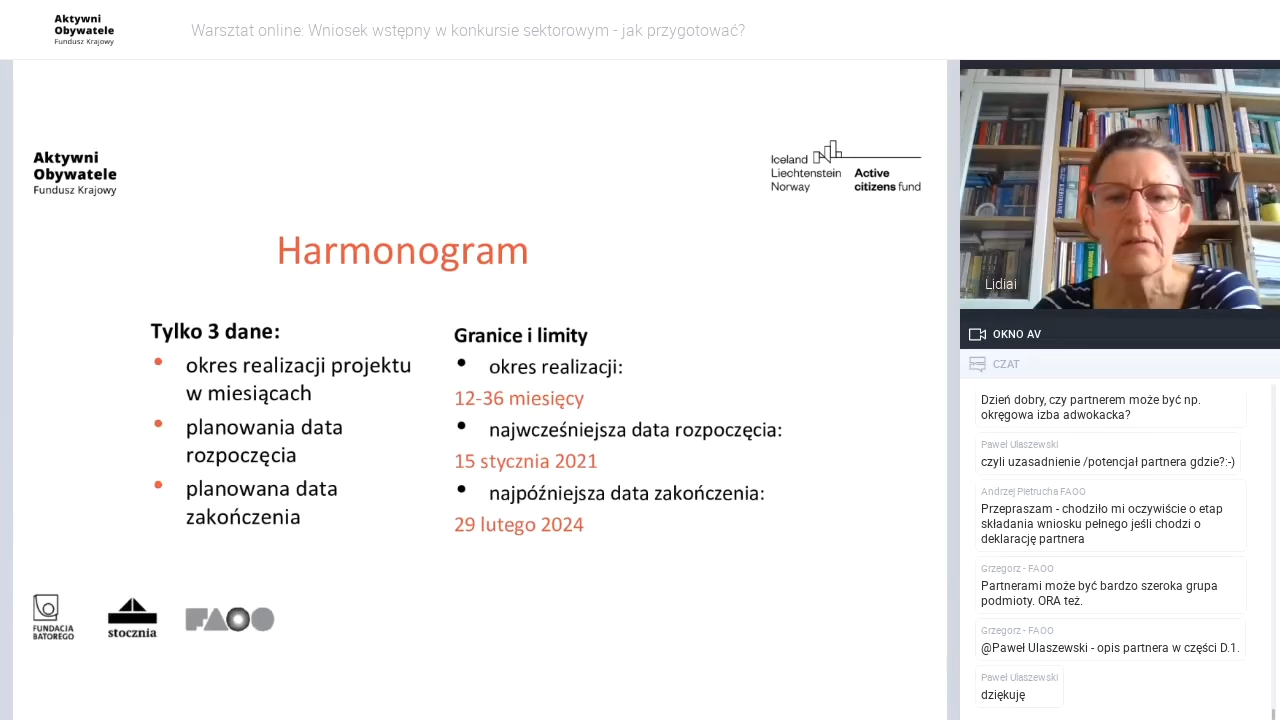 Aktywni
Obywatele
Fundusz Krajowy
Warsztat online: Wniosek wstępny w konkursie sektorowym - jak przygotować?
Aktywni
Obywatele
Fundusz Krajowy
Iceland
Liechtenstein
Norway
Active
citizens fund
Harmonogram
Tylko 3 dane:
• okres realizacji projektu
w miesiącach
• planowania data
rozpoczęcia
• planowana data
zakończenia
Granice i limity
• okres realizacji:
12-36 miesięcy
• najwcześniejsza data rozpoczęcia:
15 stycznia 2021
• najpóźniejsza data zakończenia:
29 lutego 2024
FUNDACJA
BATOREGO
stocznia
FAOO
Lidiai
OKNO AV
CZAT
Dzień dobry, czy partnerem może być np.
okręgowa izba adwokacka?
Paweł Ulaszewski
czyli uzasadnienie /potencjał partnera gdzie?:-)
Andrzej Pietrucha FAOO
Przepraszam - chodziło mi oczywiście o etap
składania wniosku pełnego jeśli chodzi o
deklarację partnera
Grzegorz - FAOO
Partnerami może być bardzo szeroka grupa
podmioty. ORA też.
Grzegorz - FAOO
@Paweł Ulaszewski - opis partnera w części D.1.
Paweł Ulaszewski
dziękuję